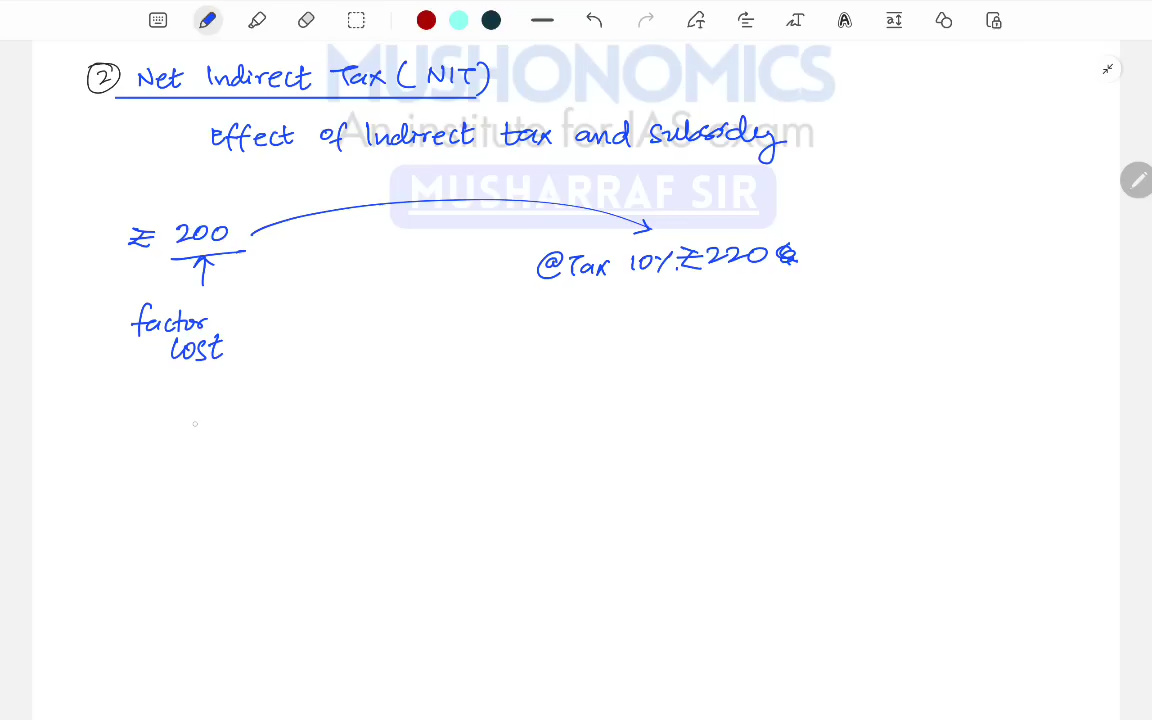 ② Net Indirect Tax (NIT)
MUSHONOMICS
Effect of Indirect tax and subsidy
An institute for IAS exam
MUSHARRAF SIR
₹ 200
@Tax 10% ₹220
factor
cost